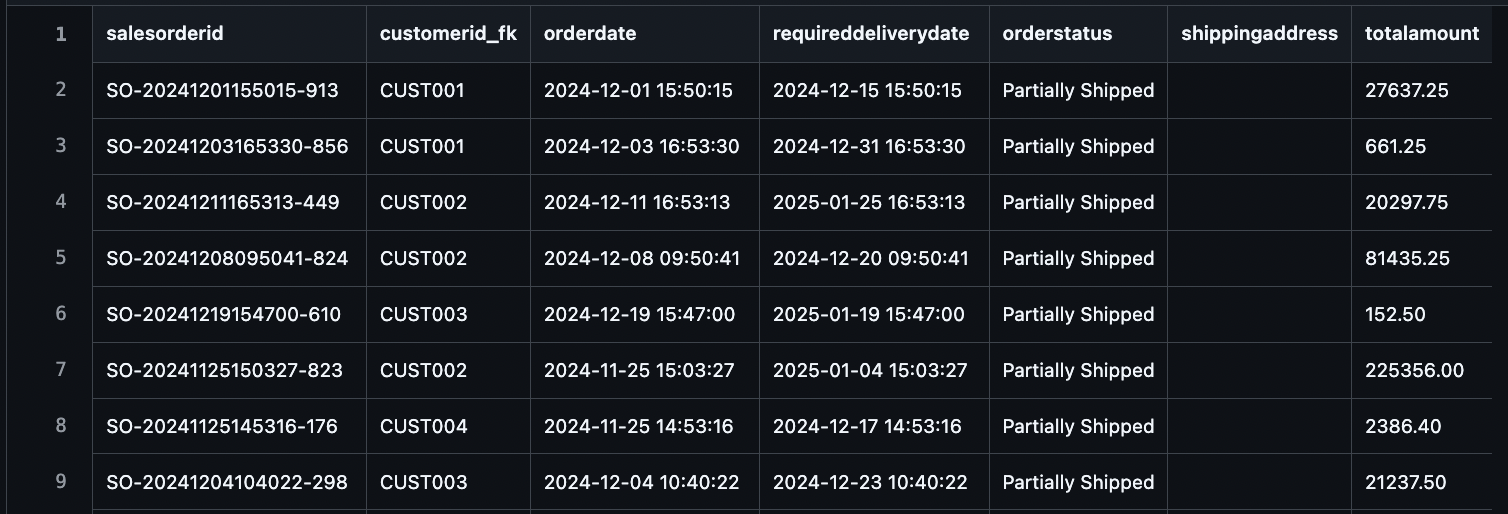 1 salesorderid customerid_fk orderdate requireddeliverydate orderstatus shippingaddress totalamount
2 SO-20241201155015-913 CUST001 2024-12-01 15:50:15 2024-12-15 15:50:15 Partially Shipped 27637.25
3 SO-20241203165330-856 CUST001 2024-12-03 16:53:30 2024-12-31 16:53:30 Partially Shipped 661.25
4 SO-20241211165313-449 CUST002 2024-12-11 16:53:13 2025-01-25 16:53:13 Partially Shipped 20297.75
5 SO-20241208095041-824 CUST002 2024-12-08 09:50:41 2024-12-20 09:50:41 Partially Shipped 81435.25
6 SO-20241219154700-610 CUST003 2024-12-19 15:47:00 2025-01-19 15:47:00 Partially Shipped 152.50
7 SO-20241125150327-823 CUST002 2024-11-25 15:03:27 2025-01-04 15:03:27 Partially Shipped 225356.00
8 SO-20241125145316-176 CUST004 2024-11-25 14:53:16 2024-12-17 14:53:16 Partially Shipped 2386.40
9 SO-20241204104022-298 CUST003 2024-12-04 10:40:22 2024-12-23 10:40:22 Partially Shipped 21237.50